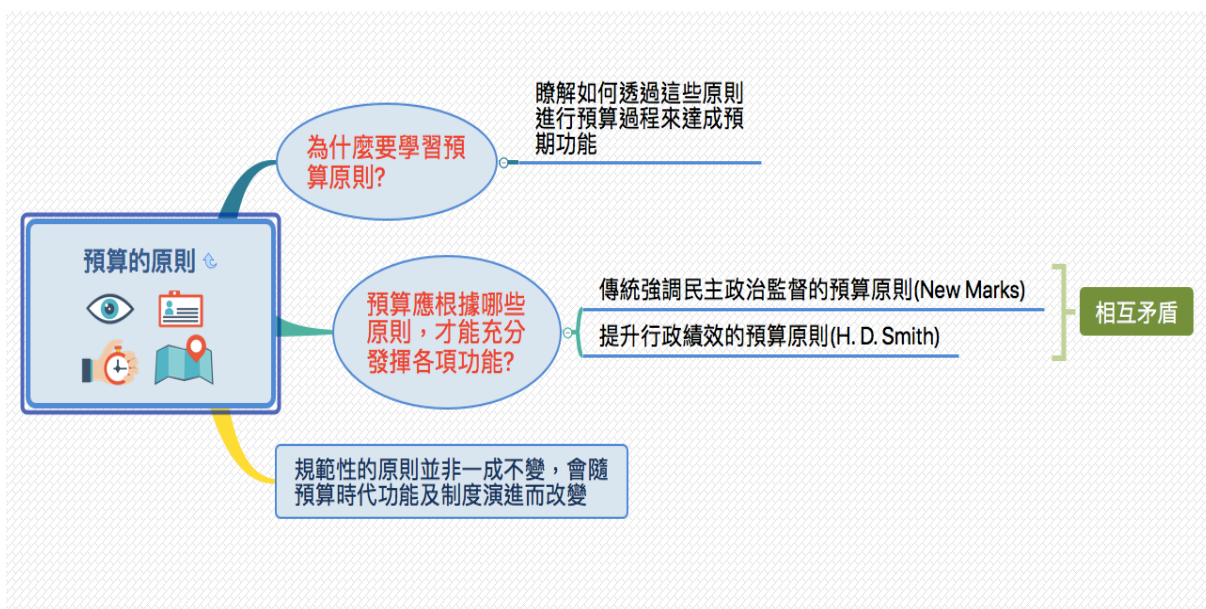 瞭解如何透過這些原則
進行預算過程來達成預
期功能
為什麼要學習預
算原則?
預算的原則
預算應根據哪些
原則，才能充分
發揮各項功能?
傳統強調民主政治監督的預算原則(New Marks)
提升行政績效的預算原則(H. D. Smith)
相互矛盾
規範性的原則並非一成不變，會隨
預算時代功能及制度演進而改變